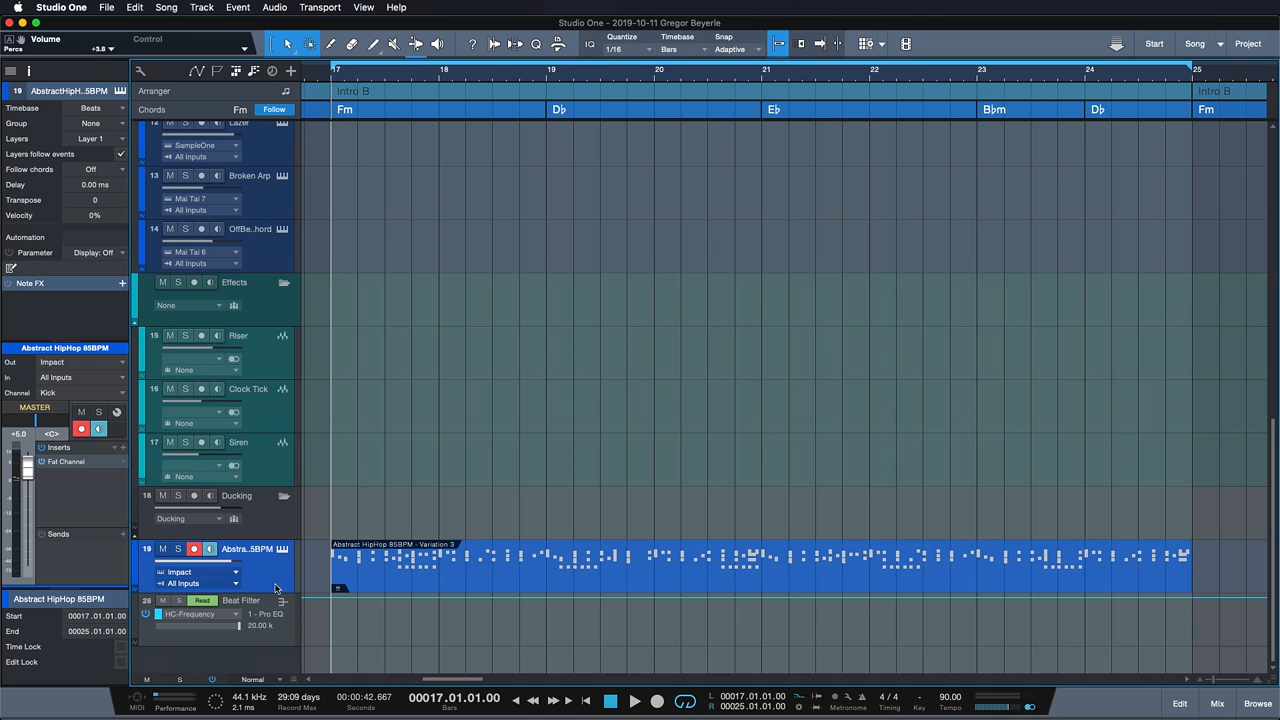 Studio One File Edit Song Track Event Audio Transport View Help
Studio One - 2019-10-11 Gregor Beyerle
Volume Control
Percs +3.8
Quantize Timebase Snap
IQ 1/16 Bars Adaptive Start Song Project
17 18 19 20 21 22 23 24 25
19 AbstractHipH..5BPM
Arranger Intro B Intro B
Timebase Beats
Chords Fm Follow Fm D♭ E♭ B♭m D♭ Fm
Group None
Layers Layer 1
Layers follow events
Follow chords Off
Delay 0.00 ms
Transpose 0
Velocity 0%
Automation
Parameter Display: Off
Note FX
12 Lazer
SampleOne
All Inputs
13 M S Broken Arp
Mai Tai 7
All Inputs
14 M S OffBe..hord
Mai Tai 6
All Inputs
M S Effects
None
15 M S Riser
None
16 M S Clock Tick
None
17 M S Siren
None
18 M S Ducking
Ducking
19 M S Abstra..5BPM
Impact
All Inputs
Abstract HipHop 85BPM - Variation 3
28 M S Read Beat Filter
HC-Frequency 1 - Pro EQ
20.00 k
Abstract HipHop 85BPM
Out Impact
In All Inputs
Channel Kick
MASTER M S
+5.0 <C>
Inserts
Fat Channel
Sends
Abstract HipHop 85BPM
Start 00017.01.01.00
End 00025.01.01.00
Time Lock
Edit Lock
M S Normal
MIDI Performance 44.1 kHz 2.1 ms 29:09 days Record Max 00:00:42.667 Seconds 00017.01.01.00 Bars L 00017.01.01.00 R 00025.01.01.00 Metronome 4 / 4 Timing - Key 90.00 Tempo Edit Mix Browse